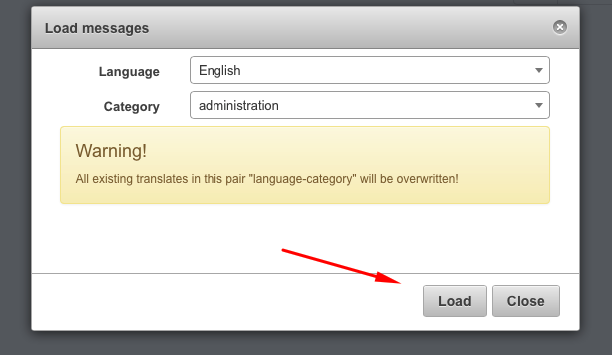 Load messages
Language English
Category administration
Warning!
All existing translates in this pair "language-category" will be overwritten!
Load Close